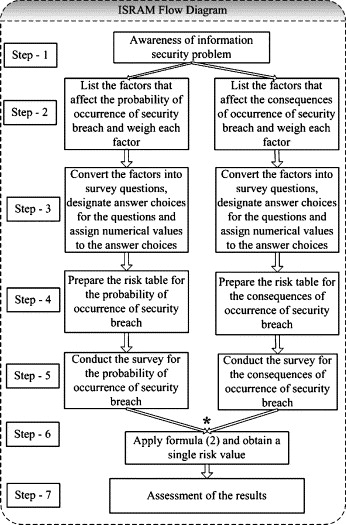 ISRAM Flow Diagram
Step - 1
Awareness of information
security problem
Step - 2
List the factors that
affect the probability of
occurrence of security
breach and weigh each
factor
List the factors that
affect the consequences
of occurrence of security
breach and weigh each
factor
Step - 3
Convert the factors into
survey questions,
designate answer choices
for the questions and
assign numerical values
to the answer choices
Convert the factors into
survey questions,
designate answer choices
for the questions and
assign numerical values
to the answer choices
Step - 4
Prepare the risk table for
the probability of
occurrence of security
breach
Prepare the risk table
for the consequences of
occurrence of security
breach
Step - 5
Conduct the survey for
the probability of
occurrence of security
breach
Conduct the survey for
the consequences of
occurrence of security
breach
*
Step - 6
Apply formula (2) and obtain a
single risk value
Step - 7
Assessment of the results